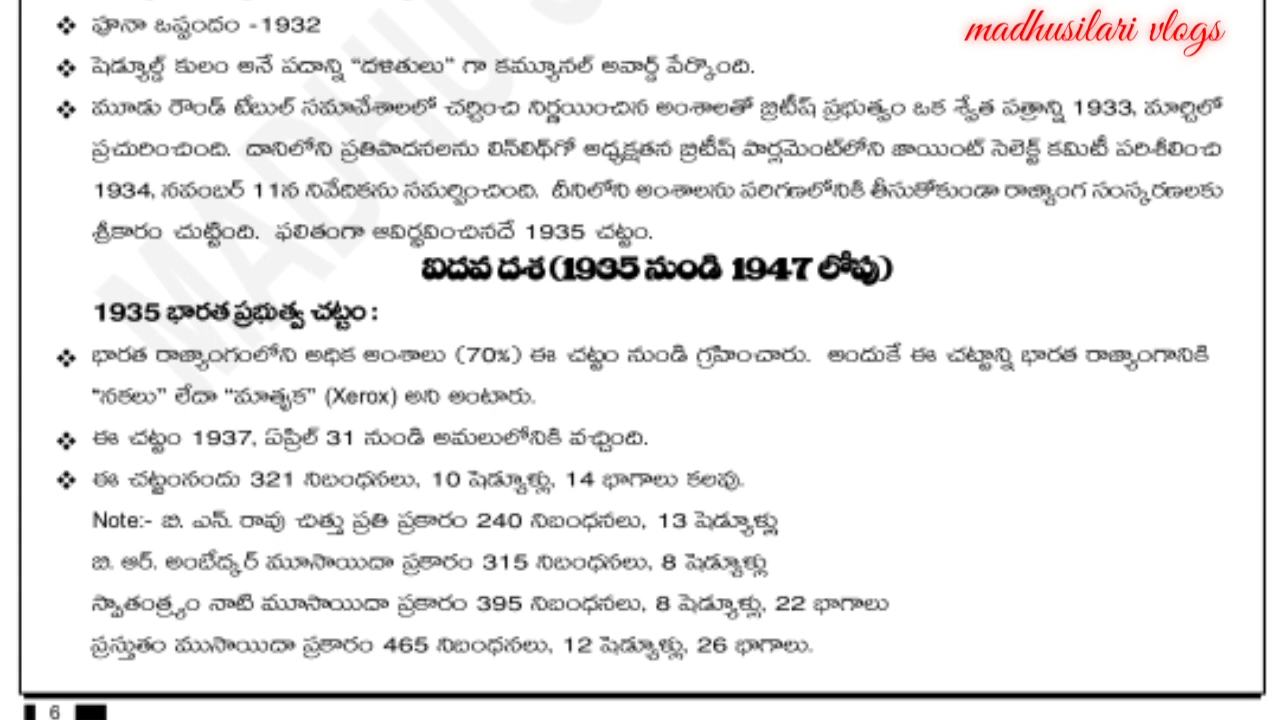 madhusilari vlogs
❖ పూనా ఒప్పందం - 1932
❖ షెడ్యూల్డ్ కులం అనే పదాన్ని "దళితులు" గా కమ్యూనల్ అవార్డ్ పేర్కొంది.
❖ మూడు రౌండ్ టేబుల్ సమావేశాలలో చర్చించి నిర్ణయించిన అంశాలతో బ్రిటీష్ ప్రభుత్వం ఒక శ్వేత పత్రాన్ని 1933, మార్చిలో
ప్రచురించింది. దానిలోని ప్రతిపాదనలను లిన్‌లిథ్‌గో అధ్యక్షతన బ్రిటీష్ పార్లమెంట్‌లోని జాయింట్ సెలెక్ట్ కమిటీ పరిశీలించి
1934, నవంబర్ 11న నివేదికను సమర్పించింది. దీనిలోని అంశాలను పరిగణలోనికి తీసుకోకుండా రాజ్యాంగ సంస్కరణలకు
శ్రీకారం చుట్టింది. ఫలితంగా ఆవిర్భవించినదే 1935 చట్టం.
ఐదవ దశ (1935 నుండి 1947 లోపు)
1935 భారత ప్రభుత్వ చట్టం :
❖ భారత రాజ్యాంగంలోని అధిక అంశాలు (70%) ఈ చట్టం నుండి గ్రహించారు. అందుకే ఈ చట్టాన్ని భారత రాజ్యాంగానికి
"నకలు" లేదా "మాతృక" (Xerox) అని అంటారు.
❖ ఈ చట్టం 1937, ఏప్రిల్ 31 నుండి అమలులోనికి వచ్చింది.
❖ ఈ చట్టంనందు 321 నిబంధనలు, 10 షెడ్యూళ్లు, 14 భాగాలు కలవు.
Note:- బి. ఎన్. రావు చిత్తు ప్రతి ప్రకారం 240 నిబంధనలు, 13 షెడ్యూళ్లు
బి. ఆర్. అంబేద్కర్ మూసాయిదా ప్రకారం 315 నిబంధనలు, 8 షెడ్యూళ్లు
స్వాతంత్ర్యం నాటి మూసాయిదా ప్రకారం 395 నిబంధనలు, 8 షెడ్యూళ్లు, 22 భాగాలు
ప్రస్తుతం ముసాయిదా ప్రకారం 465 నిబంధనలు, 12 షెడ్యూళ్లు, 26 భాగాలు.
6
MADHU S